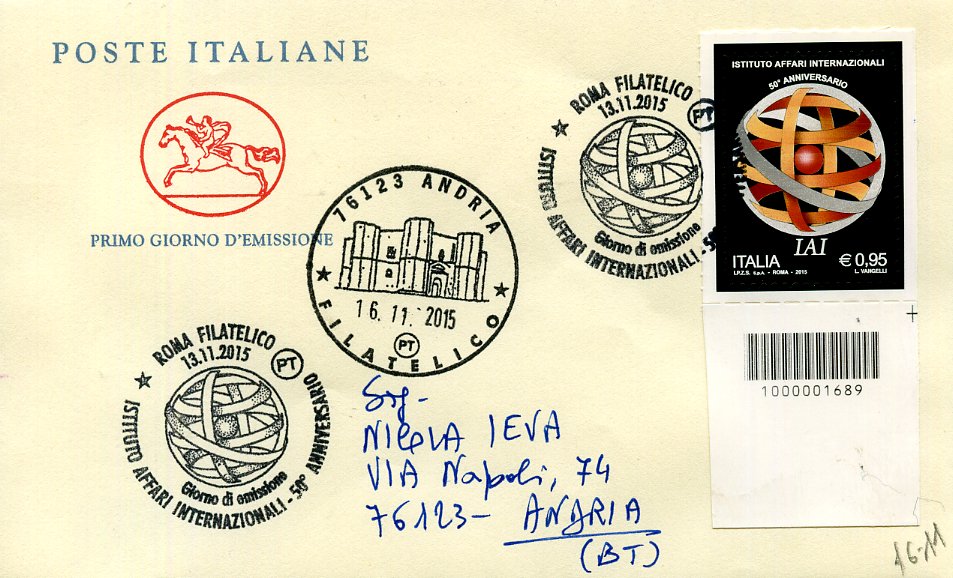 POSTE ITALIANE
PRIMO GIORNO D'EMISSIONE
ROMA FILATELICO
13.11.2015
PT
Giorno di emissione
ISTITUTO AFFARI INTERNAZIONALI - 50°
ISTITUTO AFFARI INTERNAZIONALI
50° ANNIVERSARIO
IAI
ITALIA € 0,95
I.P.Z.S. S.p.A. - ROMA - 2015 L. VANGELLI
1000001689
76123 ANDRIA
16.11.2015
PT
FILATELICO
ROMA FILATELICO
13.11.2015
PT
Giorno di emissione
ISTITUTO AFFARI INTERNAZIONALI - 50° ANNIVERSARIO
Sig.
NICOLA IEVA
VIA Napoli, 74
76123- ANDRIA
(BT)
16-11